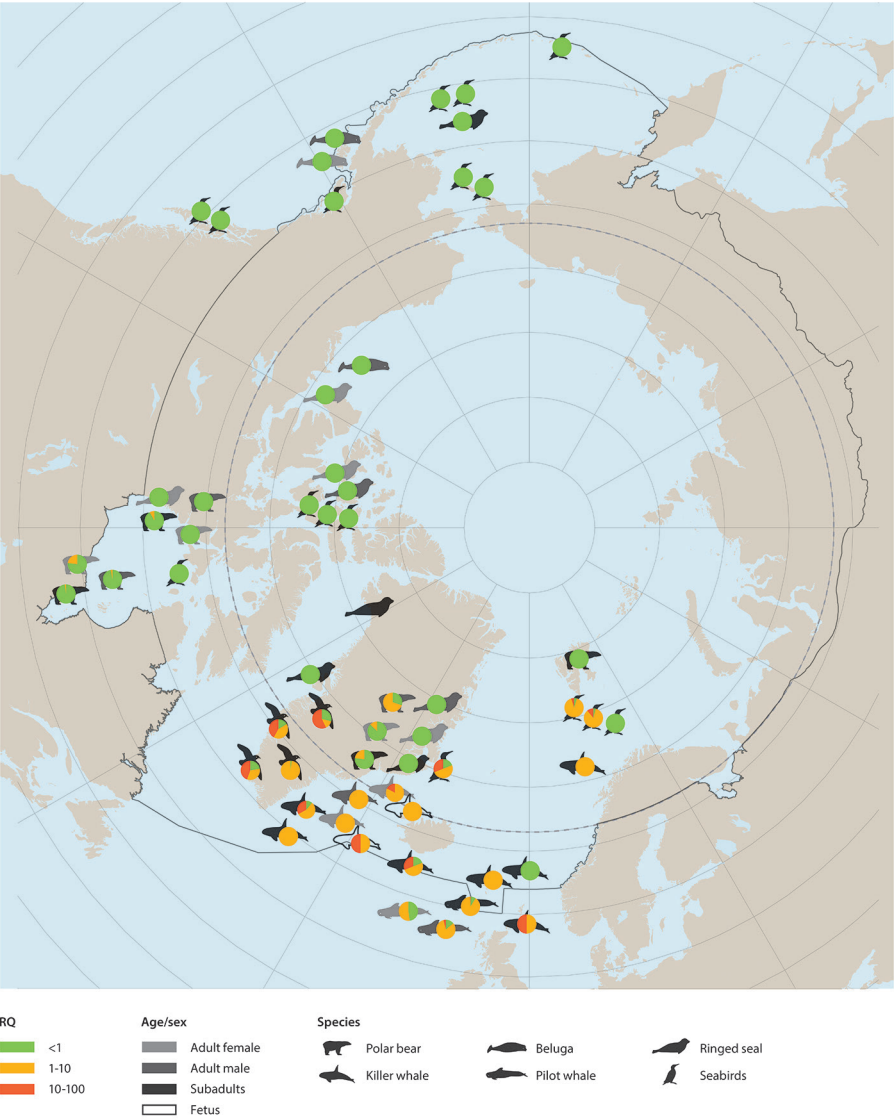 RQ
<1
1-10
10-100
Age/sex
Adult female
Adult male
Subadults
Fetus
Species
Polar bear
Beluga
Ringed seal
Killer whale
Pilot whale
Seabirds